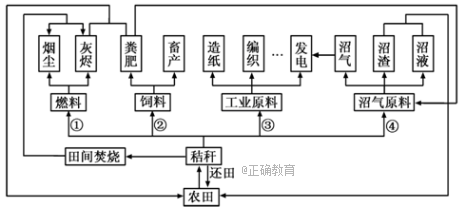 烟尘 灰烬 粪肥 畜产 造纸 编织 … 发电 沼气 沼渣 沼液
燃料 饲料 工业原料 沼气原料
① ② ③ ④
田间焚烧 秸秆 @正确教育
还田
农田